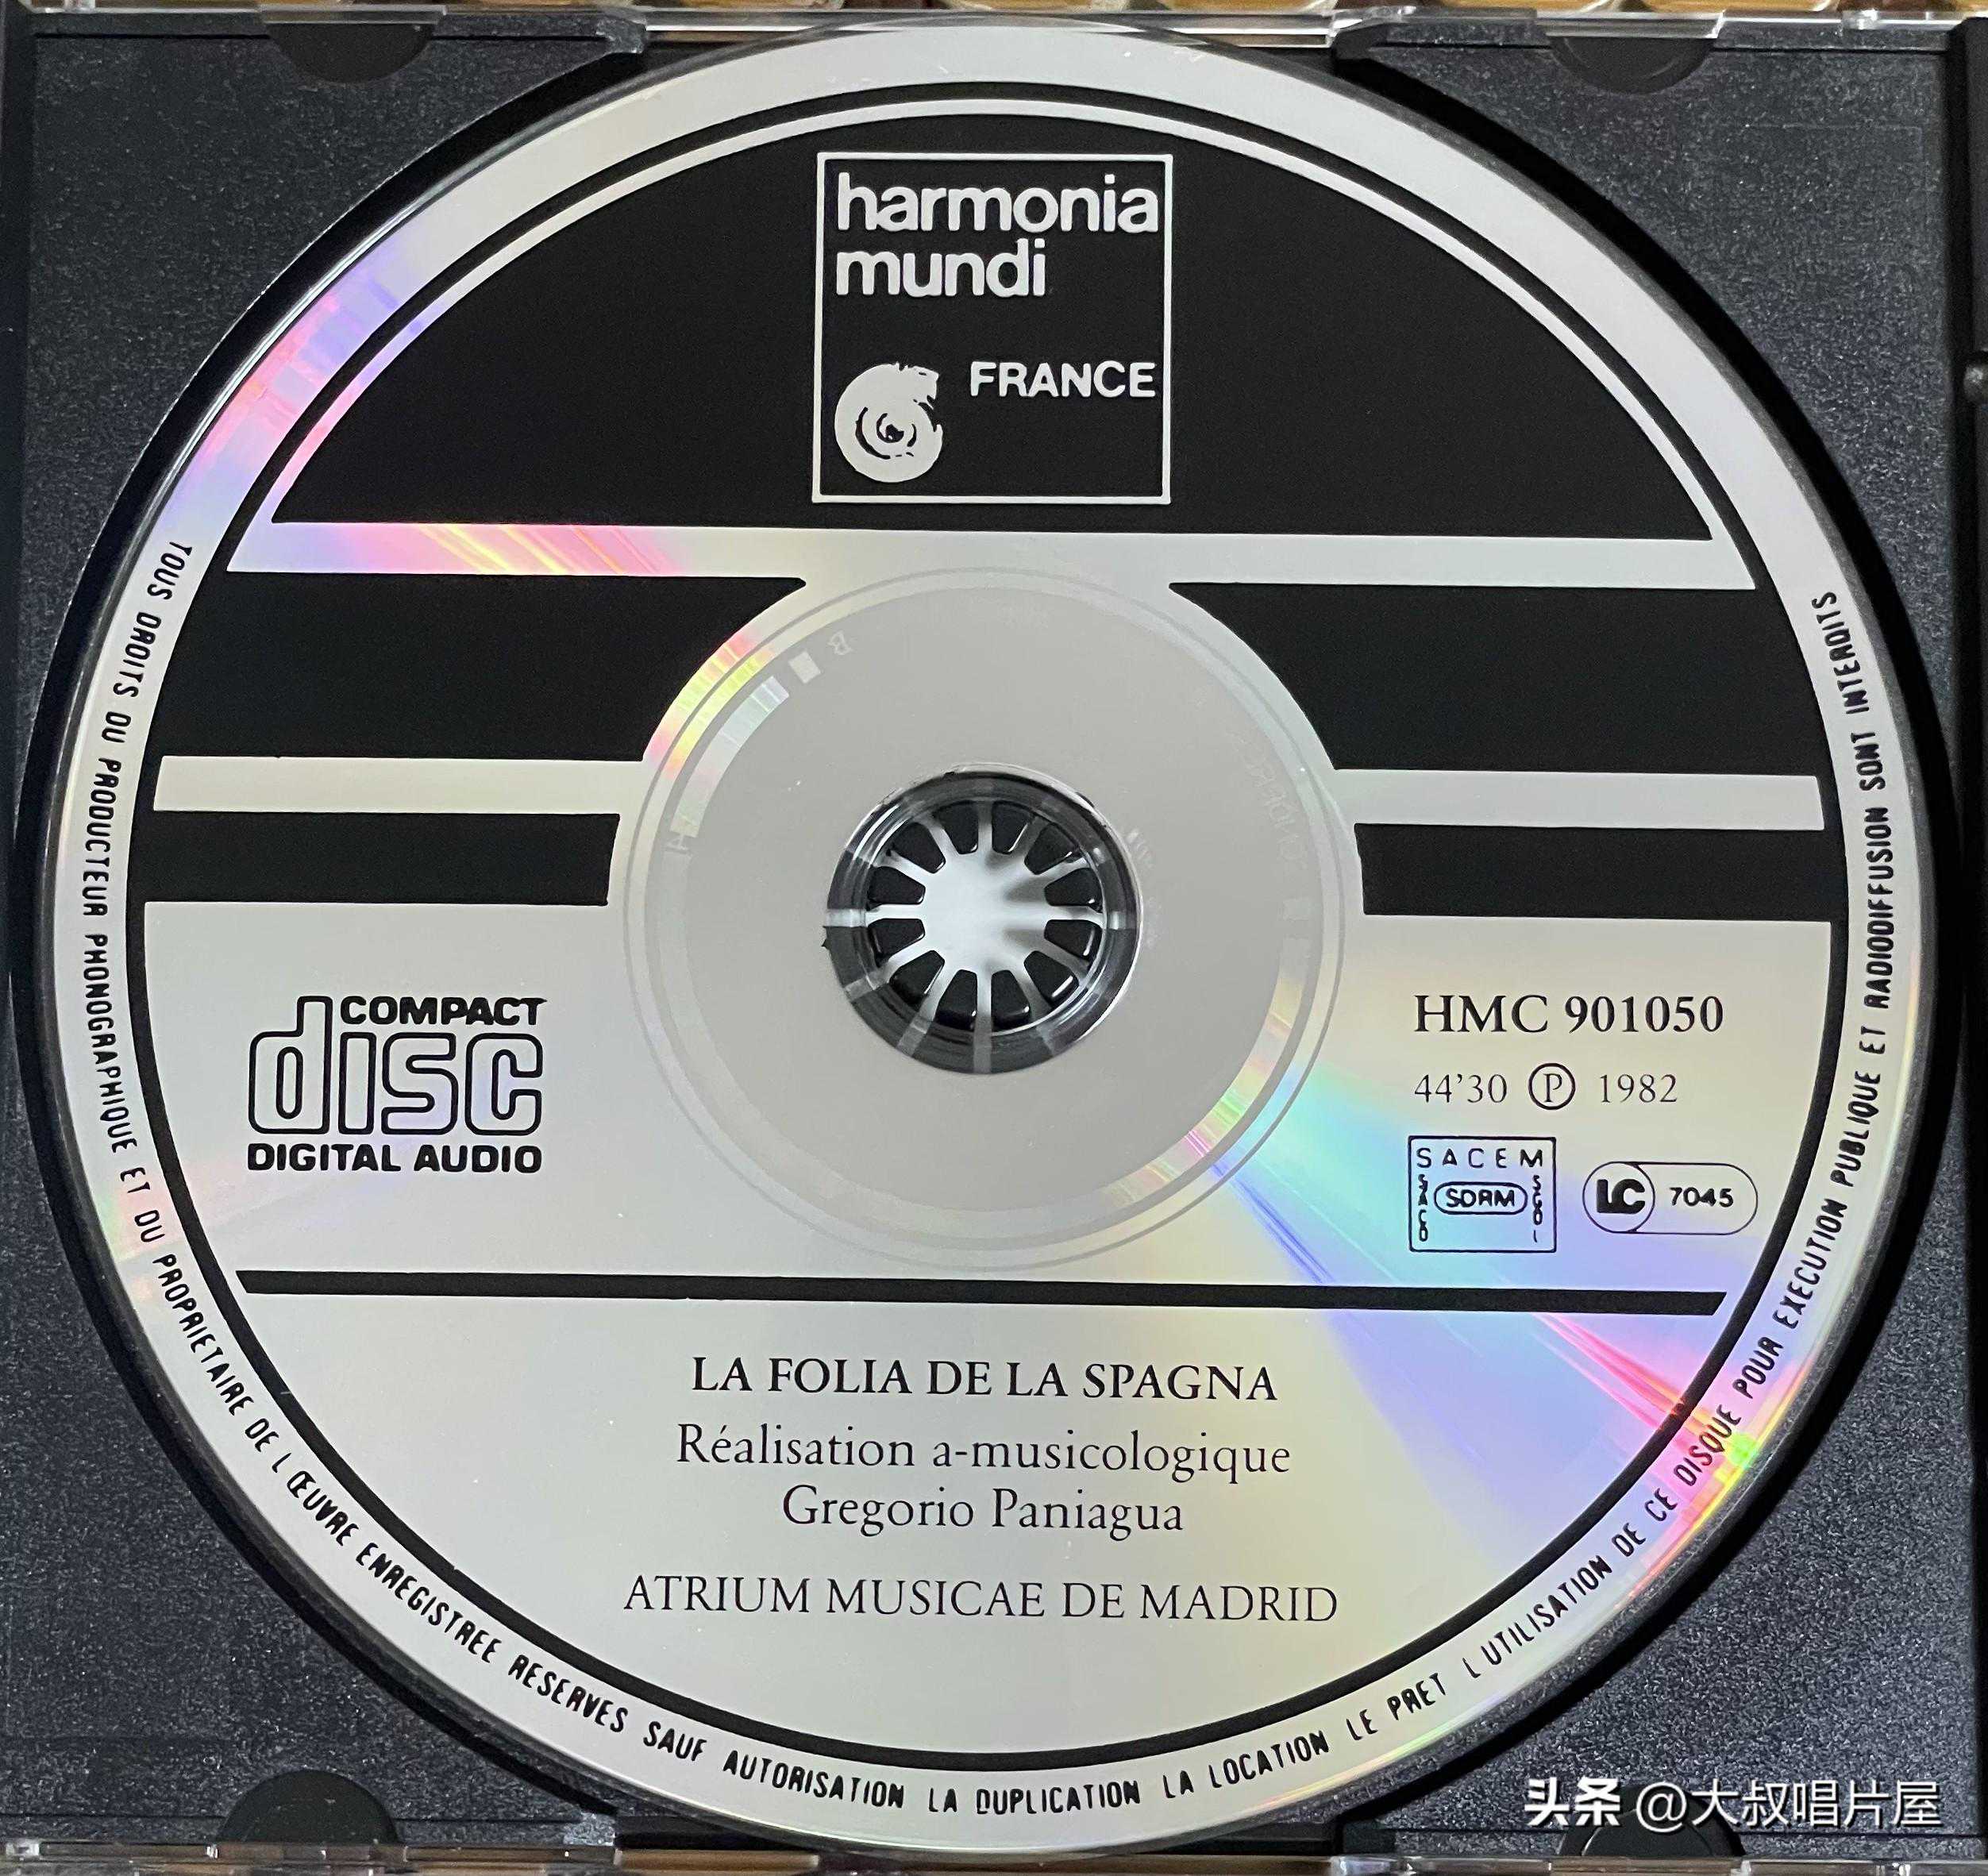 harmonia
mundi
FRANCE
COMPACT
disc
DIGITAL AUDIO
HMC 901050
44'30 Ⓟ 1982
SACEM
SACD
SDRM
SGDL
LC 7045
LA FOLIA DE LA SPAGNA
Réalisation a-musicologique
Gregorio Paniagua
ATRIUM MUSICAE DE MADRID
TOUS DROITS DU PRODUCTEUR PHONOGRAPHIQUE ET DU PROPRIETAIRE DE L ŒUVRE ENREGISTREE RESERVES SAUF AUTORISATION LA DUPLICATION LA LOCATION LE PRET L UTILISATION DE CE DISQUE POUR EXECUTION PUBLIQUE ET RADIODIFFUSION SONT INTERDITS
头条 @大叔唱片屋